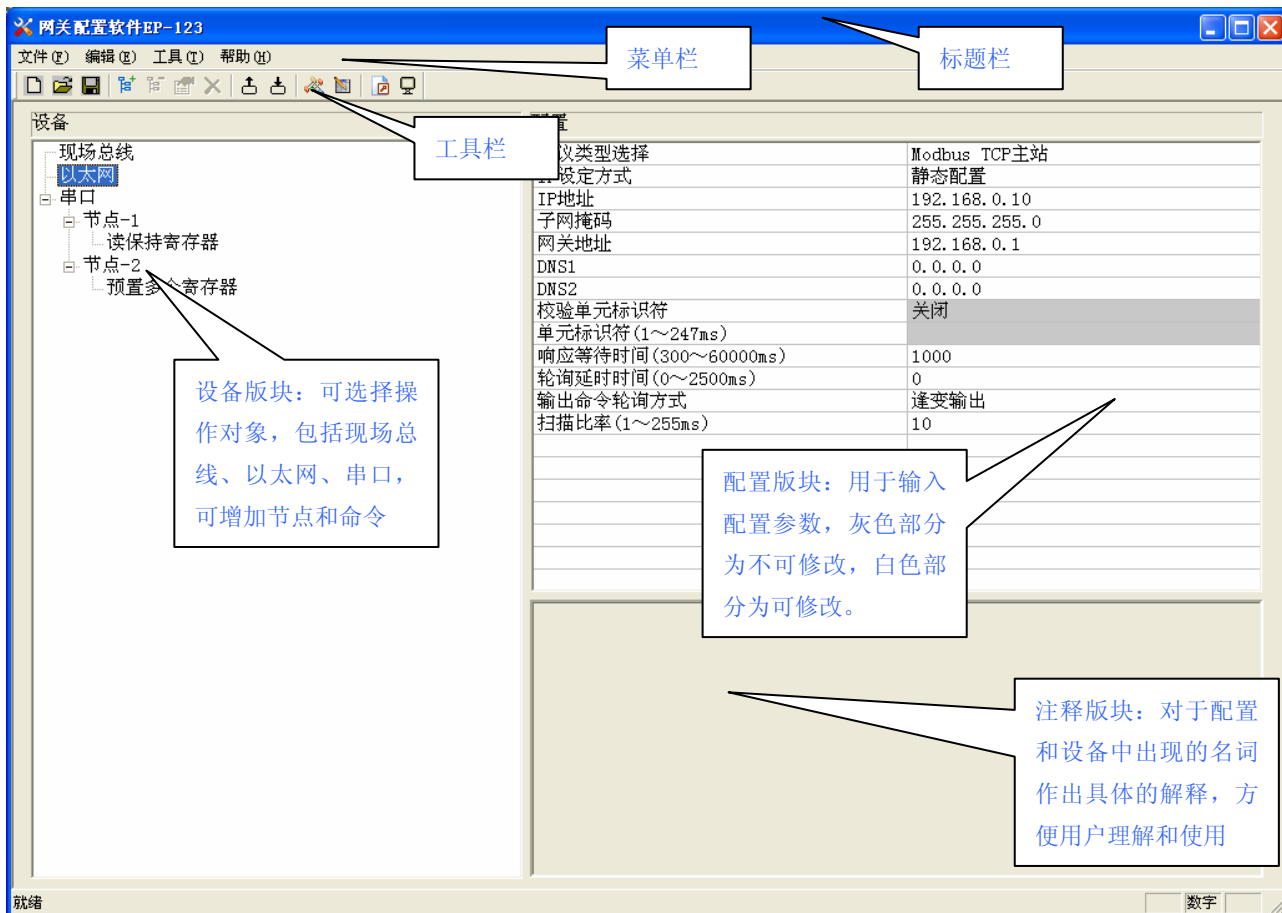 网关配置软件EP-123
文件(F) 编辑(E) 工具(T) 帮助(H)
菜单栏
标题栏
工具栏
设备
配置
现场总线
以太网
串口
节点-1
读保持寄存器
节点-2
预置多个寄存器
议类型选择 Modbus TCP主站
IP设定方式 静态配置
IP地址 192.168.0.10
子网掩码 255.255.255.0
网关地址 192.168.0.1
DNS1 0.0.0.0
DNS2 0.0.0.0
校验单元标识符 关闭
单元标识符(1～247ms)
响应等待时间(300～60000ms) 1000
轮询延时时间(0～2500ms) 0
输出命令轮询方式 逢变输出
扫描比率(1～255ms) 10
设备版块：可选择操
作对象，包括现场总
线、以太网、串口，
可增加节点和命令
配置版块：用于输入
配置参数，灰色部分
为不可修改，白色部
分为可修改。
注释版块：对于配置
和设备中出现的名词
作出具体的解释，方
便用户理解和使用
就绪
数字